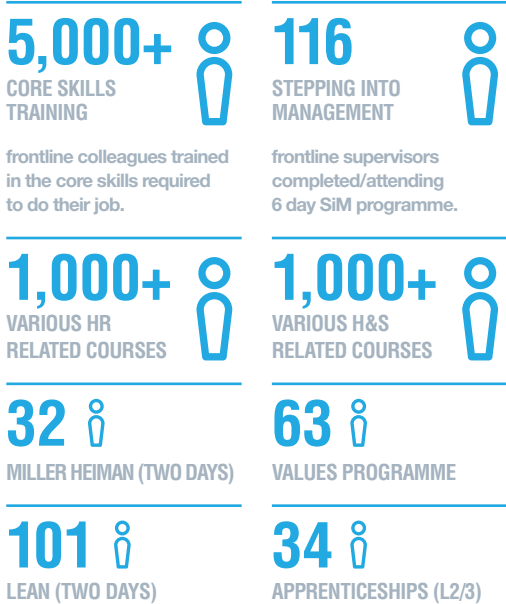 5,000+
CORE SKILLS
TRAINING
frontline colleagues trained
in the core skills required
to do their job.
116
STEPPING INTO
MANAGEMENT
frontline supervisors
completed/attending
6 day SiM programme.
1,000+
VARIOUS HR
RELATED COURSES
1,000+
VARIOUS H&S
RELATED COURSES
32
MILLER HEIMAN (TWO DAYS)
63
VALUES PROGRAMME
101
LEAN (TWO DAYS)
34
APPRENTICESHIPS (L2/3)